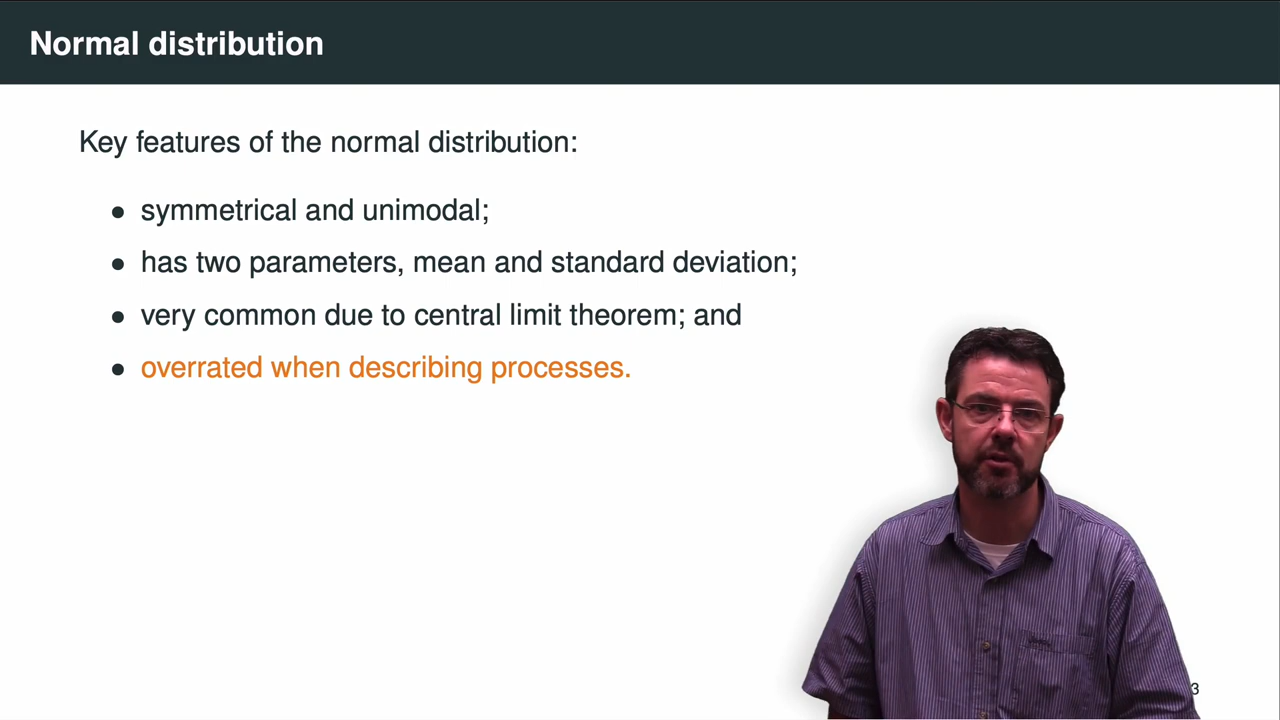 Normal distribution
Key features of the normal distribution:
• symmetrical and unimodal;
• has two parameters, mean and standard deviation;
• very common due to central limit theorem; and
• overrated when describing processes.
3